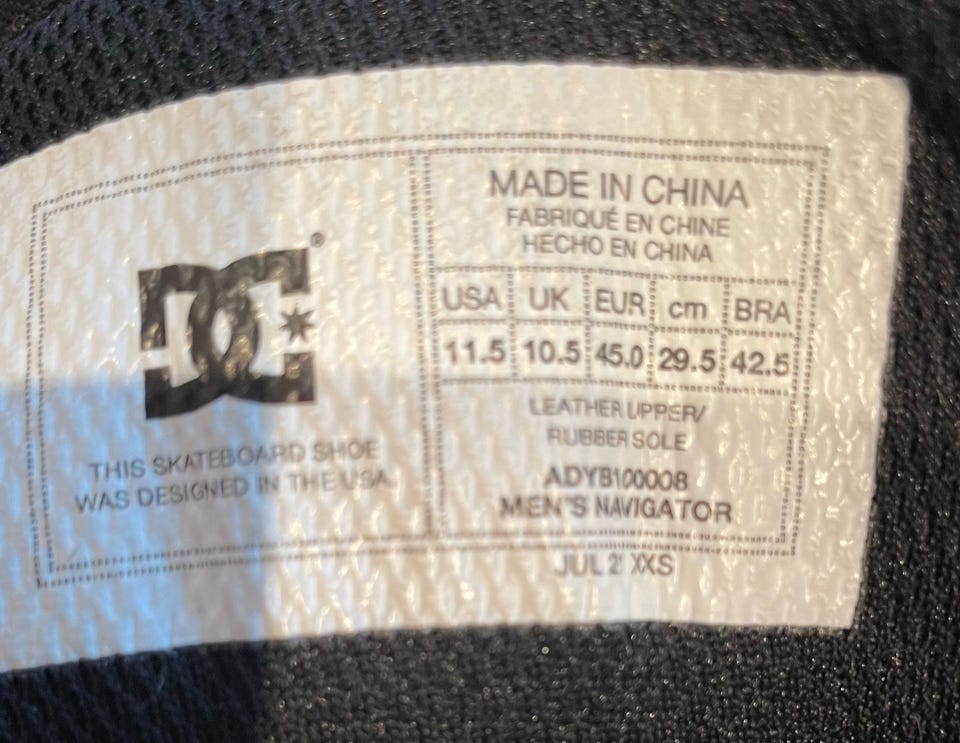 DC®
THIS SKATEBOARD SHOE
WAS DESIGNED IN THE USA.
MADE IN CHINA
FABRIQUÉ EN CHINE
HECHO EN CHINA
USA UK EUR cm BRA
11.5 10.5 45.0 29.5 42.5
LEATHER UPPER/
RUBBER SOLE
ADYB100008
MEN'S NAVIGATOR
JUL XXS